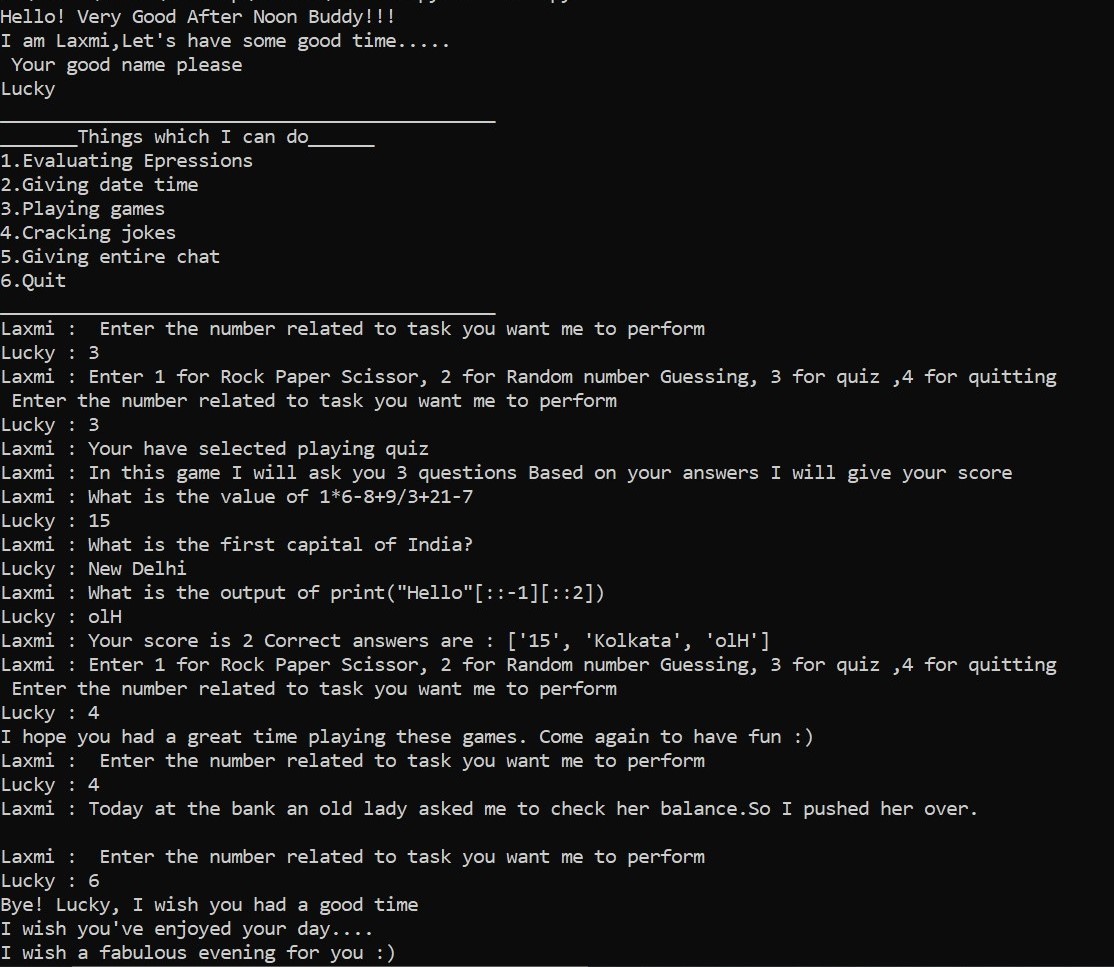 Hello! Very Good After Noon Buddy!!!
I am Laxmi,Let's have some good time.....
 Your good name please
Lucky
_____________________________________________
_______Things which I can do______
1.Evaluating Epressions
2.Giving date time
3.Playing games
4.Cracking jokes
5.Giving entire chat
6.Quit
_____________________________________________
Laxmi :  Enter the number related to task you want me to perform
Lucky : 3
Laxmi : Enter 1 for Rock Paper Scissor, 2 for Random number Guessing, 3 for quiz ,4 for quitting
 Enter the number related to task you want me to perform
Lucky : 3
Laxmi : Your have selected playing quiz
Laxmi : In this game I will ask you 3 questions Based on your answers I will give your score
Laxmi : What is the value of 1*6-8+9/3+21-7
Lucky : 15
Laxmi : What is the first capital of India?
Lucky : New Delhi
Laxmi : What is the output of print("Hello"[::-1][::2])
Lucky : olH
Laxmi : Your score is 2 Correct answers are : ['15', 'Kolkata', 'olH']
Laxmi : Enter 1 for Rock Paper Scissor, 2 for Random number Guessing, 3 for quiz ,4 for quitting
 Enter the number related to task you want me to perform
Lucky : 4
I hope you had a great time playing these games. Come again to have fun :)
Laxmi :  Enter the number related to task you want me to perform
Lucky : 4
Laxmi : Today at the bank an old lady asked me to check her balance.So I pushed her over.
Laxmi :  Enter the number related to task you want me to perform
Lucky : 6
Bye! Lucky, I wish you had a good time
I wish you've enjoyed your day....
I wish a fabulous evening for you :)